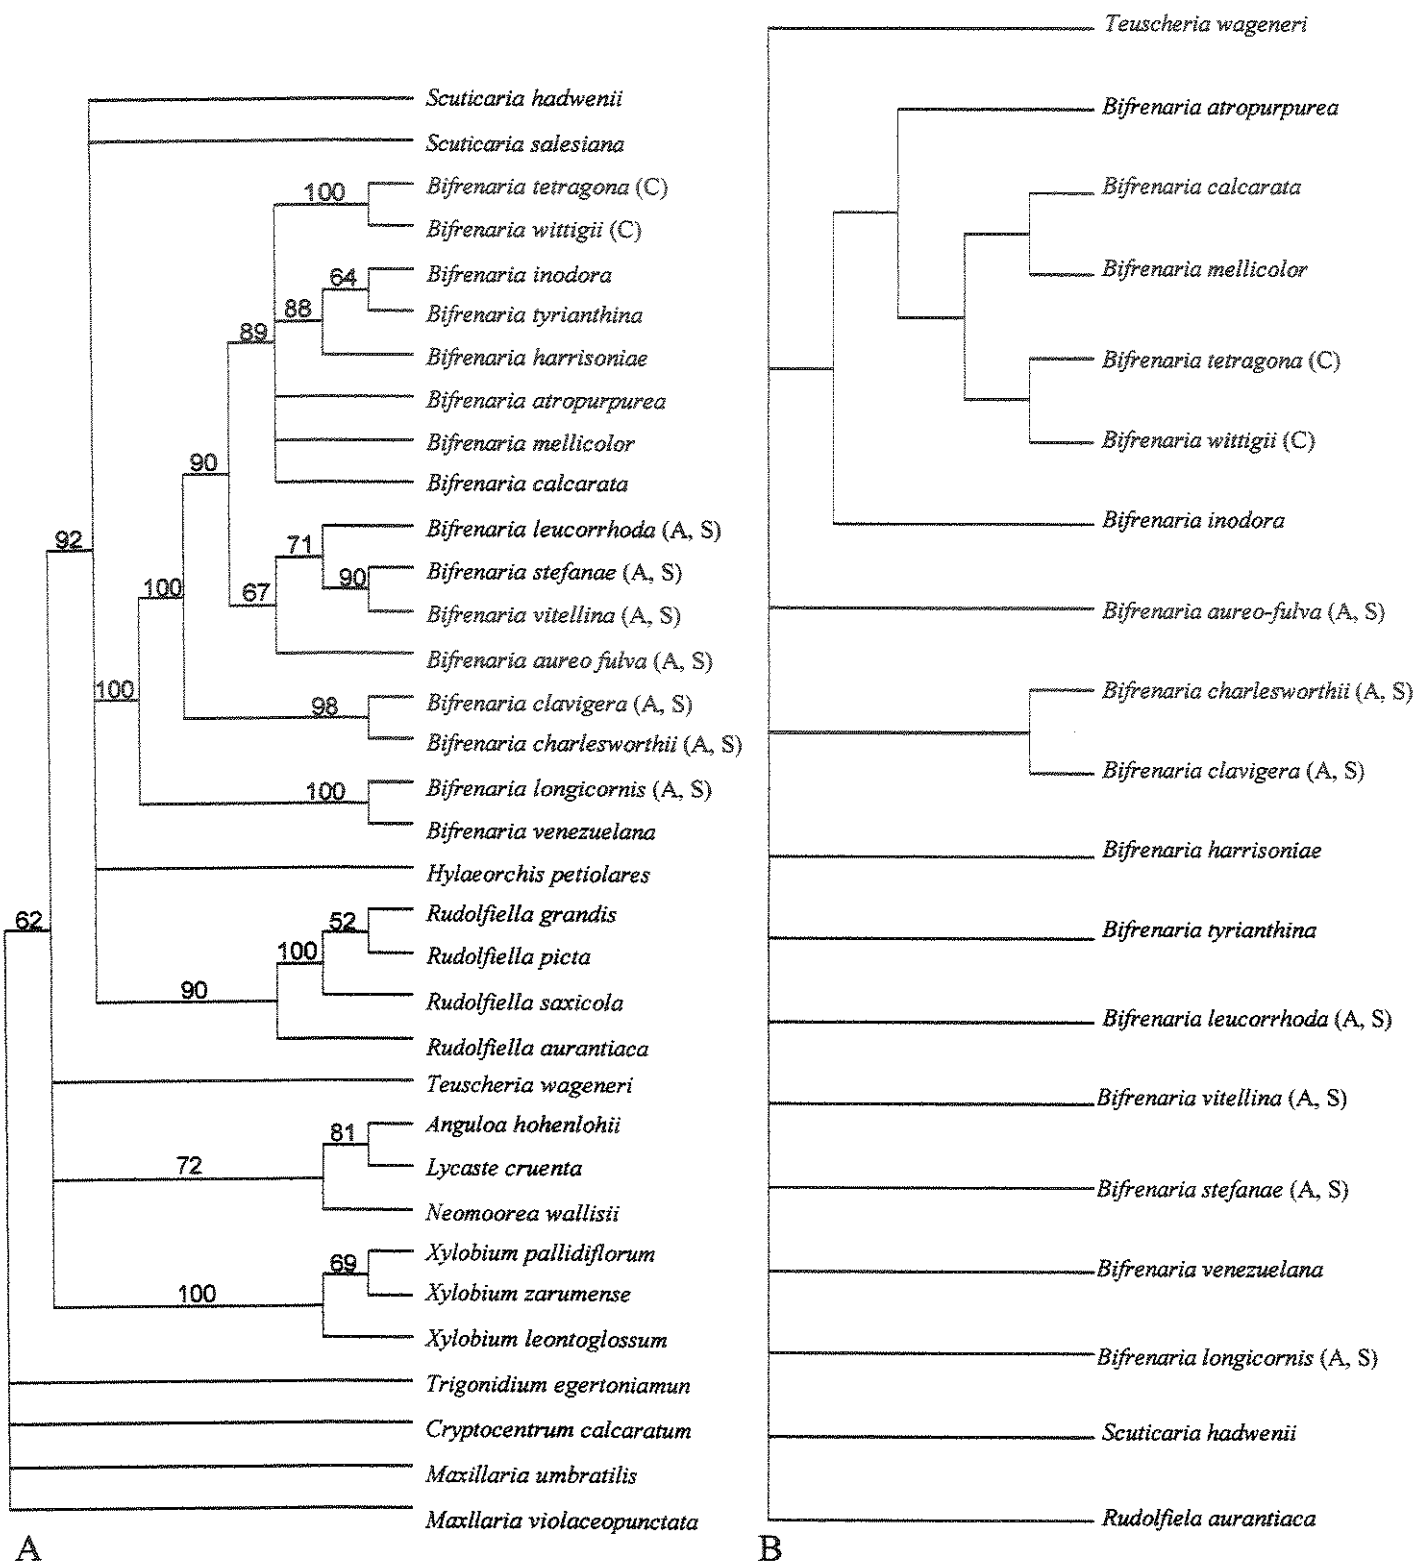 Scuticaria hadwenii
Scuticaria salesiana
Bifrenaria tetragona (C)
100
Bifrenaria wittigii (C)
Bifrenaria inodora
64
Bifrenaria tyrianthina
88
Bifrenaria harrisoniae
89
Bifrenaria atropurpurea
Bifrenaria mellicolor
90
Bifrenaria calcarata
Bifrenaria leucorrhoda (A, S)
71
92
Bifrenaria stefanae (A, S)
90
100
67
Bifrenaria vitellina (A, S)
Bifrenaria aureo fulva (A, S)
100
Bifrenaria clavigera (A, S)
98
Bifrenaria charlesworthii (A, S)
Bifrenaria longicornis (A, S)
100
Bifrenaria venezuelana
Hylaeorchis petiolares
Rudolfiella grandis
62
52
Rudolfiella picta
100
90
Rudolfiella saxicola
Rudolfiella aurantiaca
Teuscheria wageneri
Anguloa hohenlohii
81
72
Lycaste cruenta
Neomoorea wallisii
Xylobium pallidiflorum
69
100
Xylobium zarumense
Xylobium leontoglossum
Trigonidium egertoniamun
Cryptocentrum calcaratum
Maxillaria umbratilis
Maxllaria violaceopunctata
A
Teuscheria wageneri
Bifrenaria atropurpurea
Bifrenaria calcarata
Bifrenaria mellicolor
Bifrenaria tetragona (C)
Bifrenaria wittigii (C)
Bifrenaria inodora
Bifrenaria aureo-fulva (A, S)
Bifrenaria charlesworthii (A, S)
Bifrenaria clavigera (A, S)
Bifrenaria harrisoniae
Bifrenaria tyrianthina
Bifrenaria leucorrhoda (A, S)
Bifrenaria vitellina (A, S)
Bifrenaria stefanae (A, S)
Bifrenaria venezuelana
Bifrenaria longicornis (A, S)
Scuticaria hadwenii
Rudolfiela aurantiaca
B